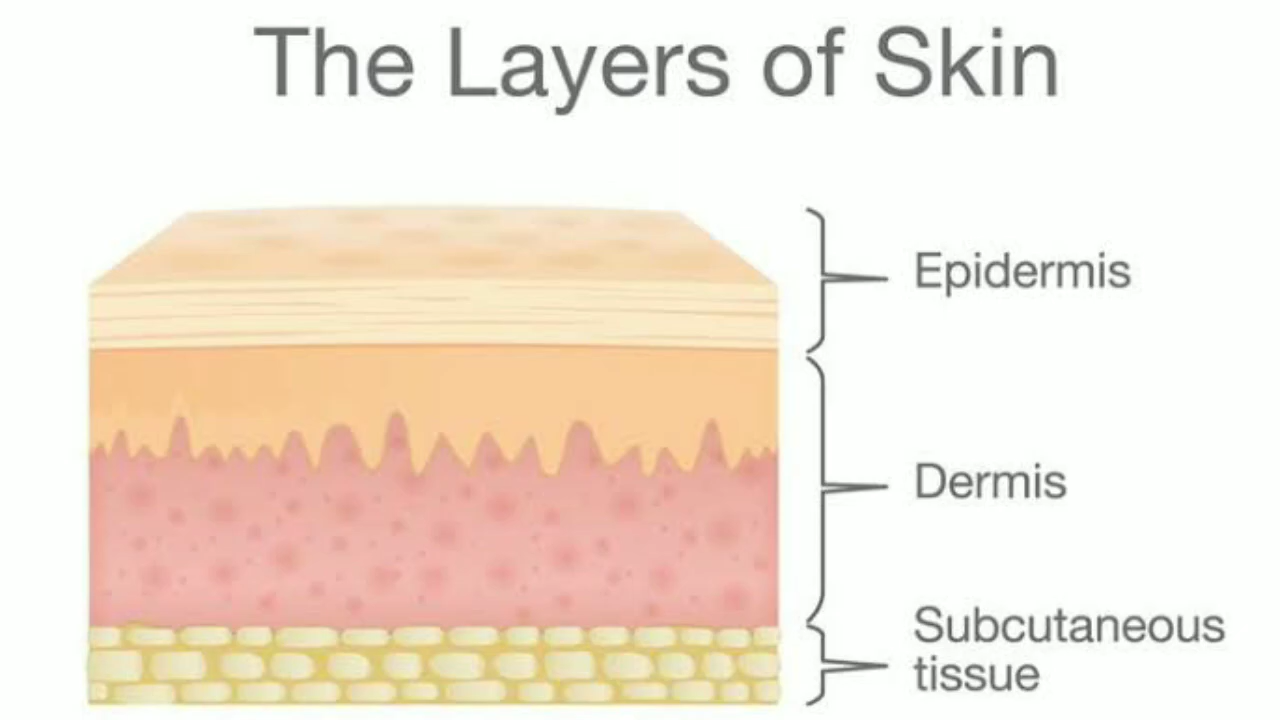 The Layers of Skin
Epidermis
Dermis
Subcutaneous
tissue